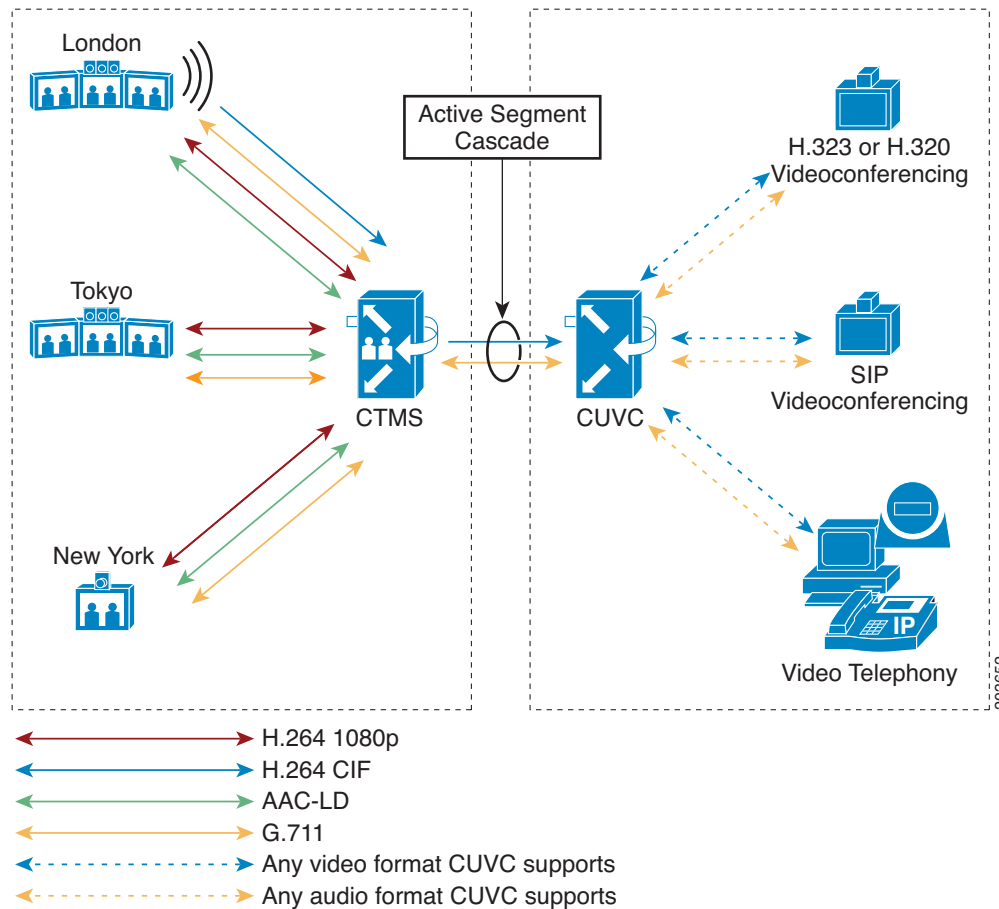 London
Active Segment
Cascade
H.323 or H.320
Videoconferencing
Tokyo
CTMS
CUVC
SIP
Videoconferencing
New York
IP
Video Telephony
H.264 1080p
H.264 CIF
AAC-LD
G.711
Any video format CUVC supports
Any audio format CUVC supports